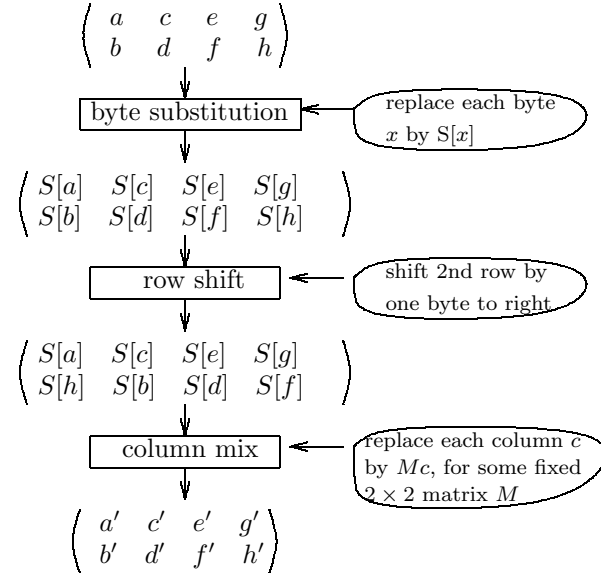 a c e g
b d f h
byte substitution
replace each byte
x by S[x]
S[a] S[c] S[e] S[g]
S[b] S[d] S[f] S[h]
row shift
shift 2nd row by
one byte to right
S[a] S[c] S[e] S[g]
S[h] S[b] S[d] S[f]
column mix
replace each column c
by Mc, for some fixed
2 × 2 matrix M
a′ c′ e′ g′
b′ d′ f′ h′